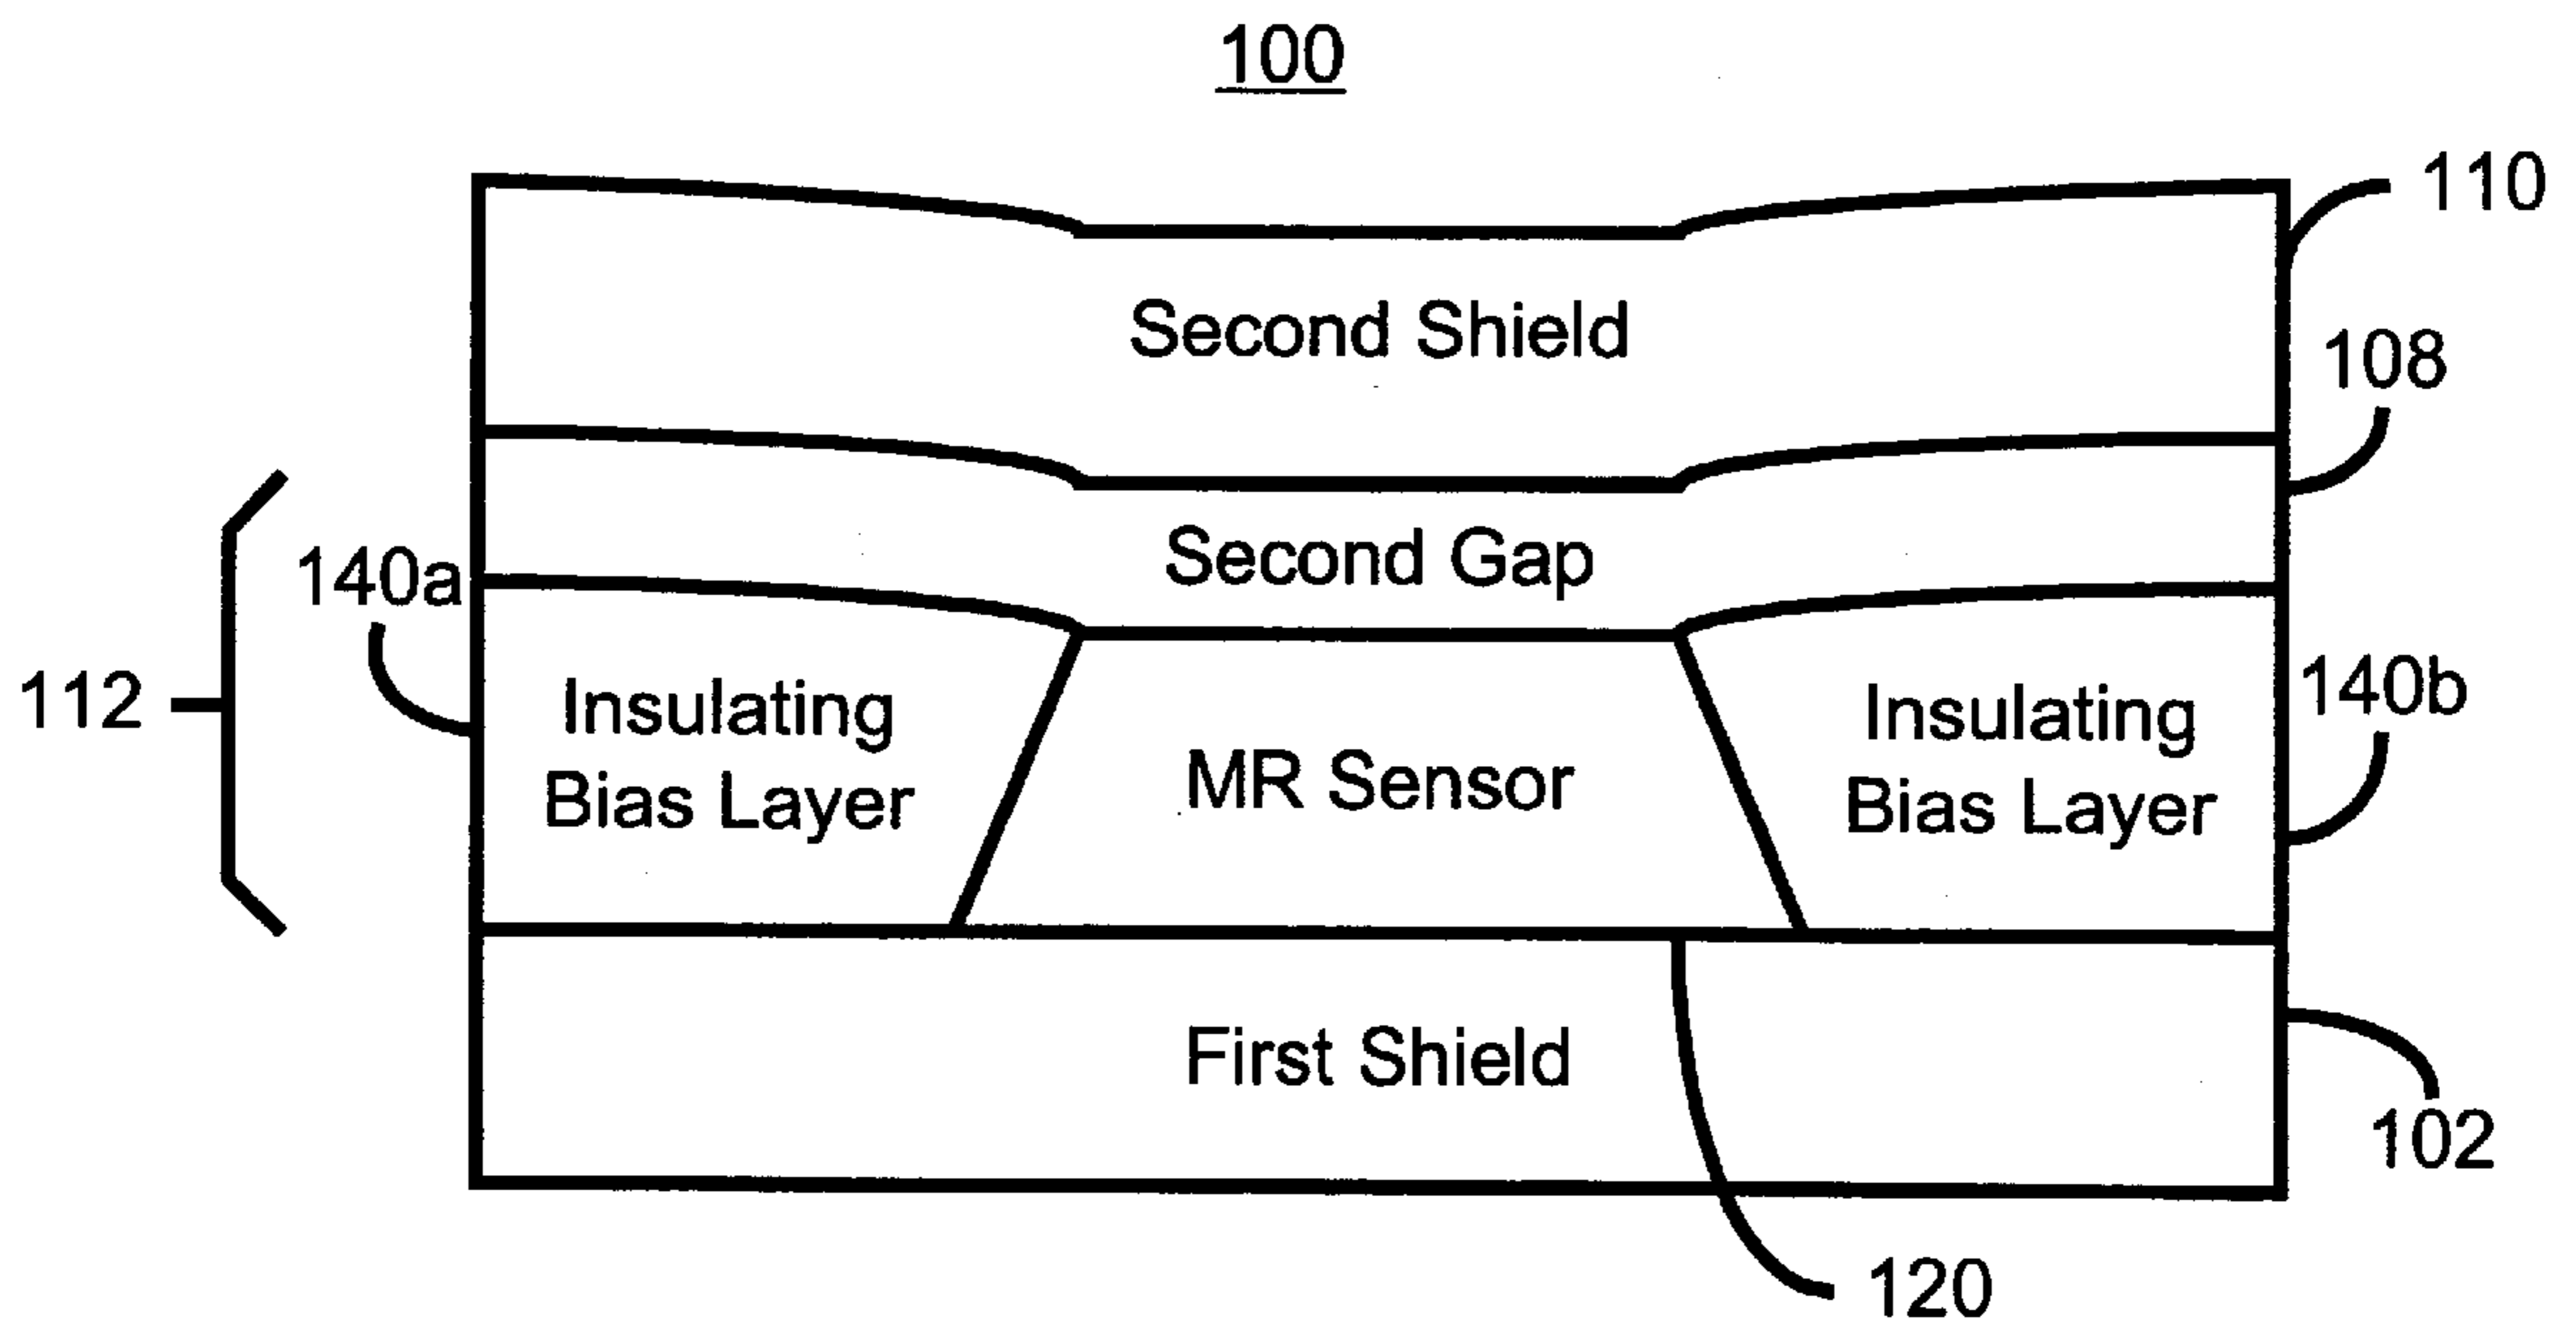 100
110
Second Shield
108
Second Gap
140a
112
Insulating
Bias Layer
MR Sensor
Insulating
Bias Layer
140b
First Shield
102
120